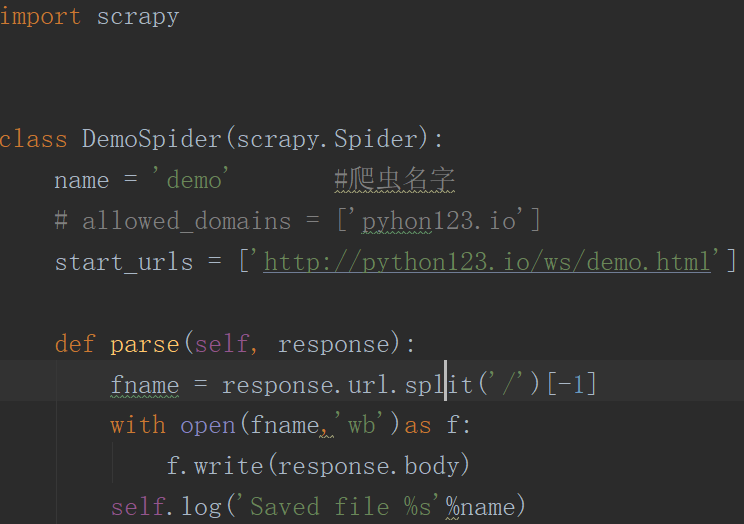 import scrapy
class DemoSpider(scrapy.Spider):
name = 'demo' #爬虫名字
# allowed_domains = ['pyhon123.io']
start_urls = ['http://python123.io/ws/demo.html']
def parse(self, response):
fname = response.url.split('/')[-1]
with open(fname,'wb')as f:
f.write(response.body)
self.log('Saved file %s'%name)